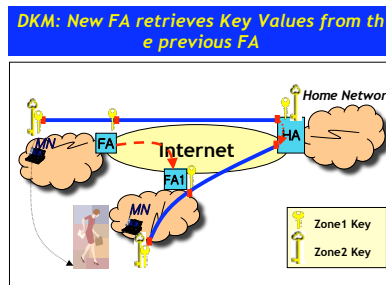 DKM: New FA retrieves Key Values from th
e previous FA
Home Networ
MN
FA
Internet
HA
FA1
MN
Zone1 Key
Zone2 Key